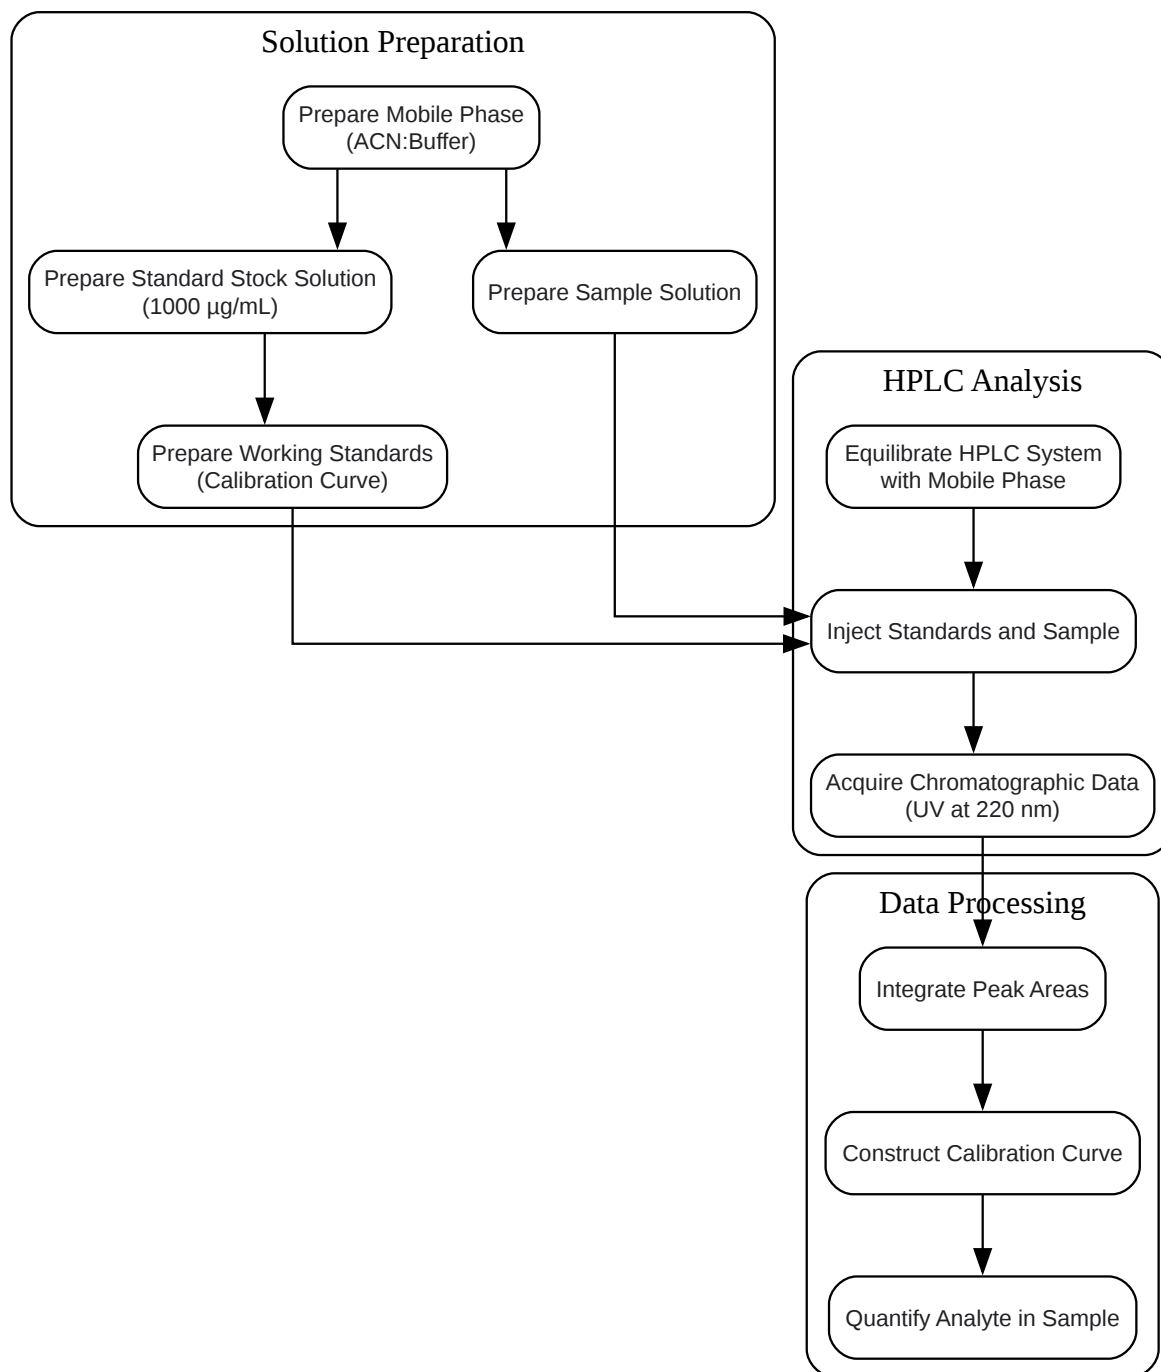 Solution Preparation
Prepare Mobile Phase
(ACN:Buffer)
Prepare Standard Stock Solution
(1000 µg/mL)
Prepare Sample Solution
Prepare Working Standards
(Calibration Curve)
HPLC Analysis
Equilibrate HPLC System
with Mobile Phase
Inject Standards and Sample
Acquire Chromatographic Data
(UV at 220 nm)
Data Processing
Integrate Peak Areas
Construct Calibration Curve
Quantify Analyte in Sample